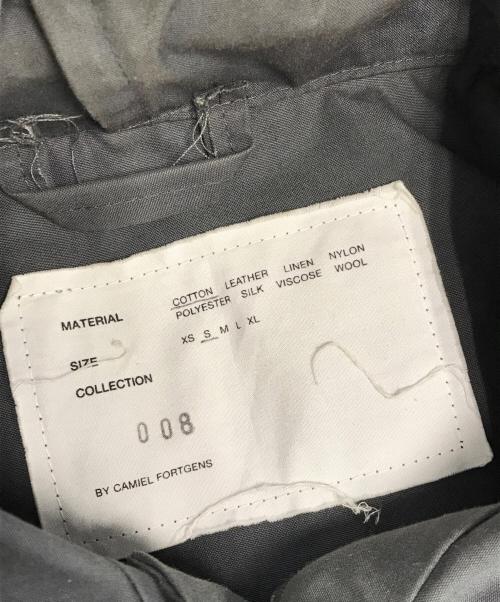 MATERIAL COTTON LEATHER LINEN NYLON
POLYESTER SILK VISCOSE WOOL
SIZE XS S M L XL
COLLECTION
008
BY CAMIEL FORTGENS